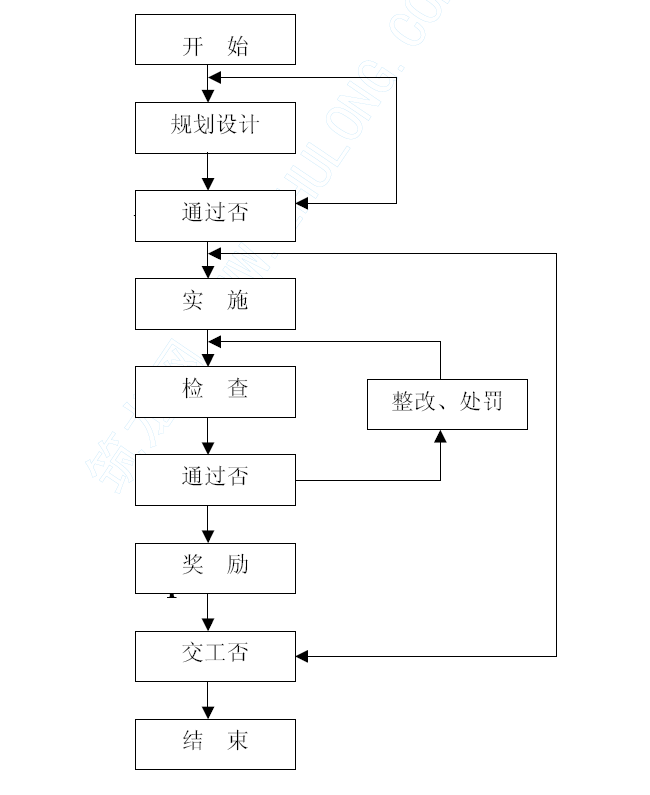 开 始
规划设计
通过否
实 施
检 查
整改、处罚
通过否
奖 励
交工否
结 束